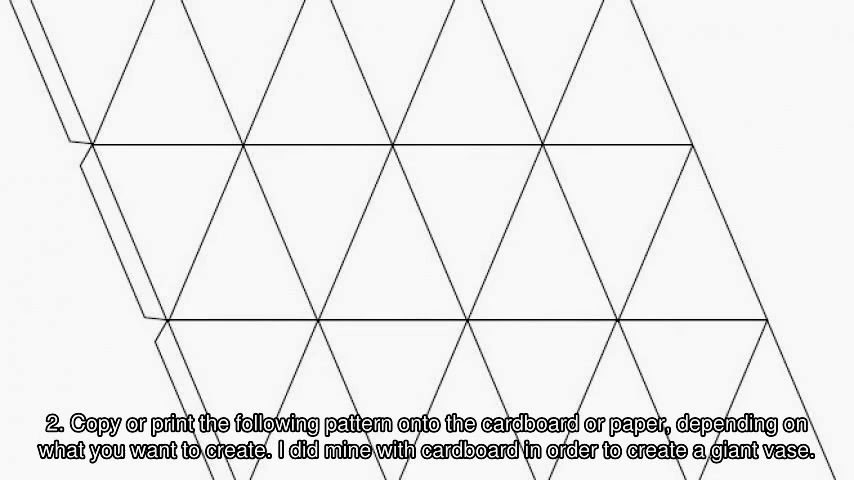 2. Copy or print the following pattern onto the cardboard or paper, depending on
what you want to create. I did mine with cardboard in order to create a giant vase.